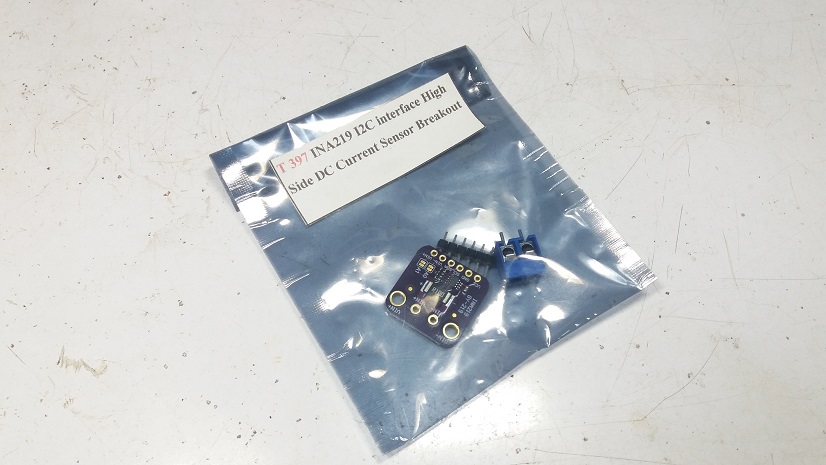 T 397 INA219 I2C interface High
Side DC Current Sensor Breakout